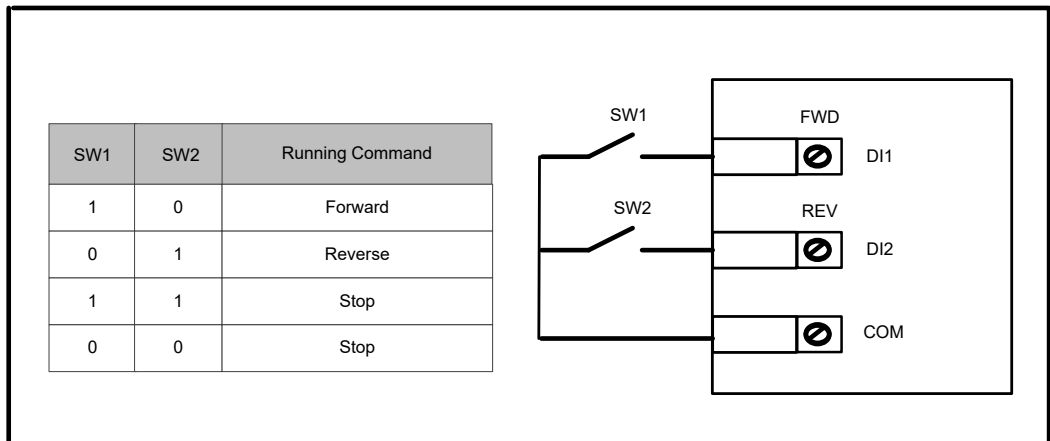 SW1 SW2 Running Command
1 0 Forward
0 1 Reverse
1 1 Stop
0 0 Stop
SW1
FWD
DI1
SW2
REV
DI2
COM